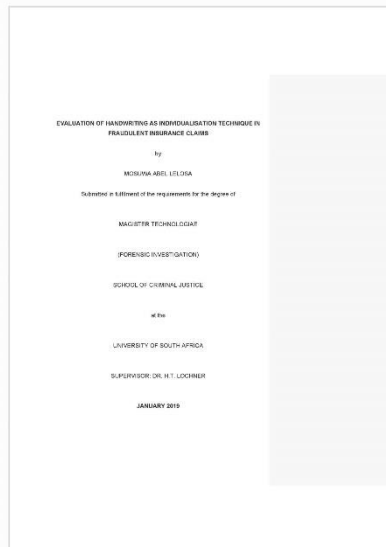 EVALUATION OF HANDWRITING AS INDIVIDUALISATION TECHNIQUE IN
FRAUDULENT INSURANCE CLAIMS
by
MOSUWA ABEL LELOSA
Submitted in fulfilment of the requirements for the degree of
MAGISTER TECHNOLOGIAE
(FORENSIC INVESTIGATION)
SCHOOL OF CRIMINAL JUSTICE
at the
UNIVERSITY OF SOUTH AFRICA
SUPERVISOR: DR. H.T. LOCHNER
JANUARY 2015